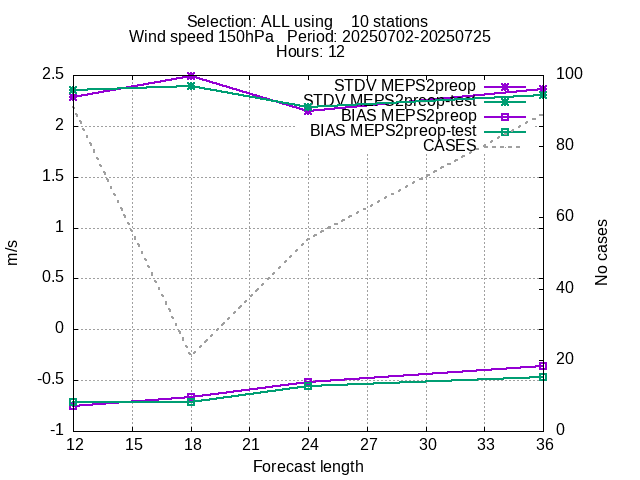 Selection: ALL using    10 stations
Wind speed 150hPa   Period: 20250702-20250725
Hours: 12
2.5
2
1.5
1
0.5
0
-0.5
-1
m/s
STDV MEPS2preop
STDV MEPS2preop-test
BIAS MEPS2preop
BIAS MEPS2preop-test
CASES
100
80
60
40
20
0
No cases
12 15 18 21 24 27 30 33 36
Forecast length